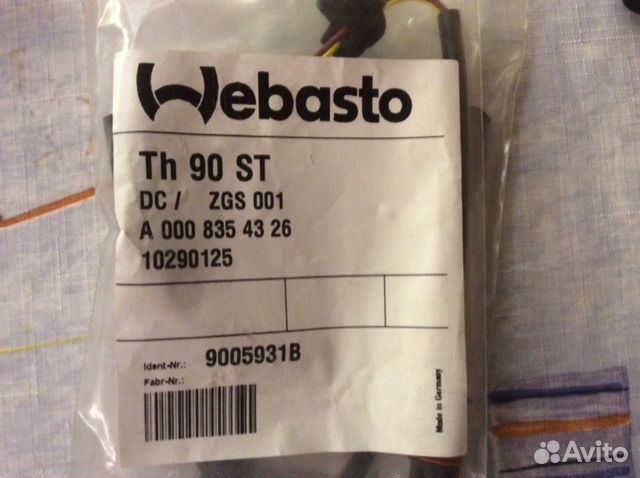 Webasto
Th 90 ST
DC / ZGS 001
A 000 835 43 26
10290125
Ident-Nr.: 9005931B
Fabr-Nr.:
Made in Germany
Avito